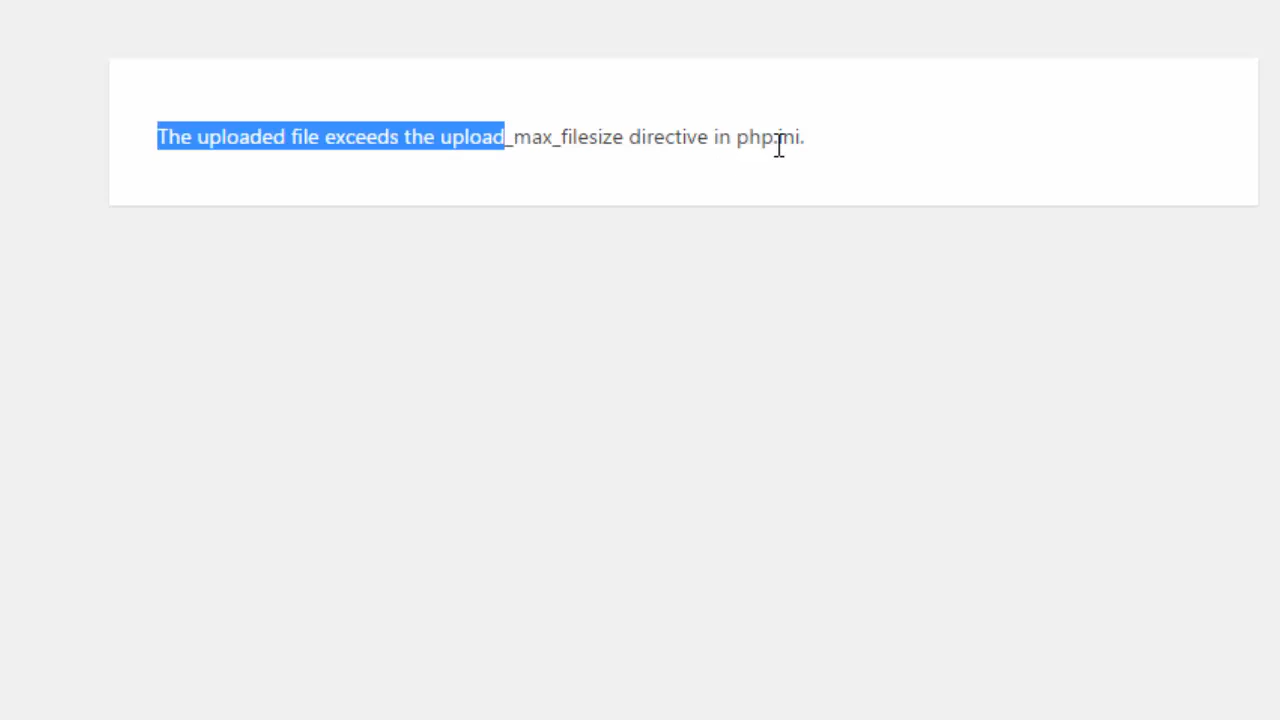 The uploaded file exceeds the upload_max_filesize directive in php.ini.